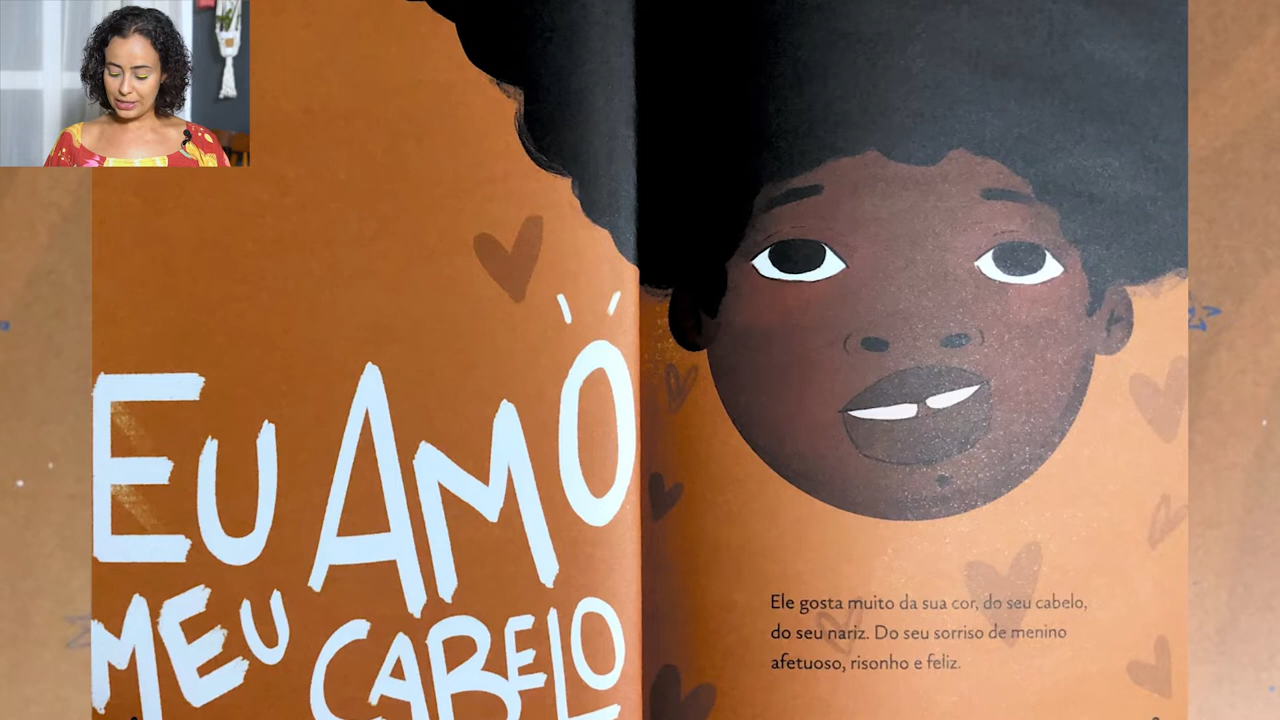 EU AMO
MEU CABELO
Ele gosta muito da sua cor, do seu cabelo,
do seu nariz. Do seu sorriso de menino
afetuoso, risonho e feliz.